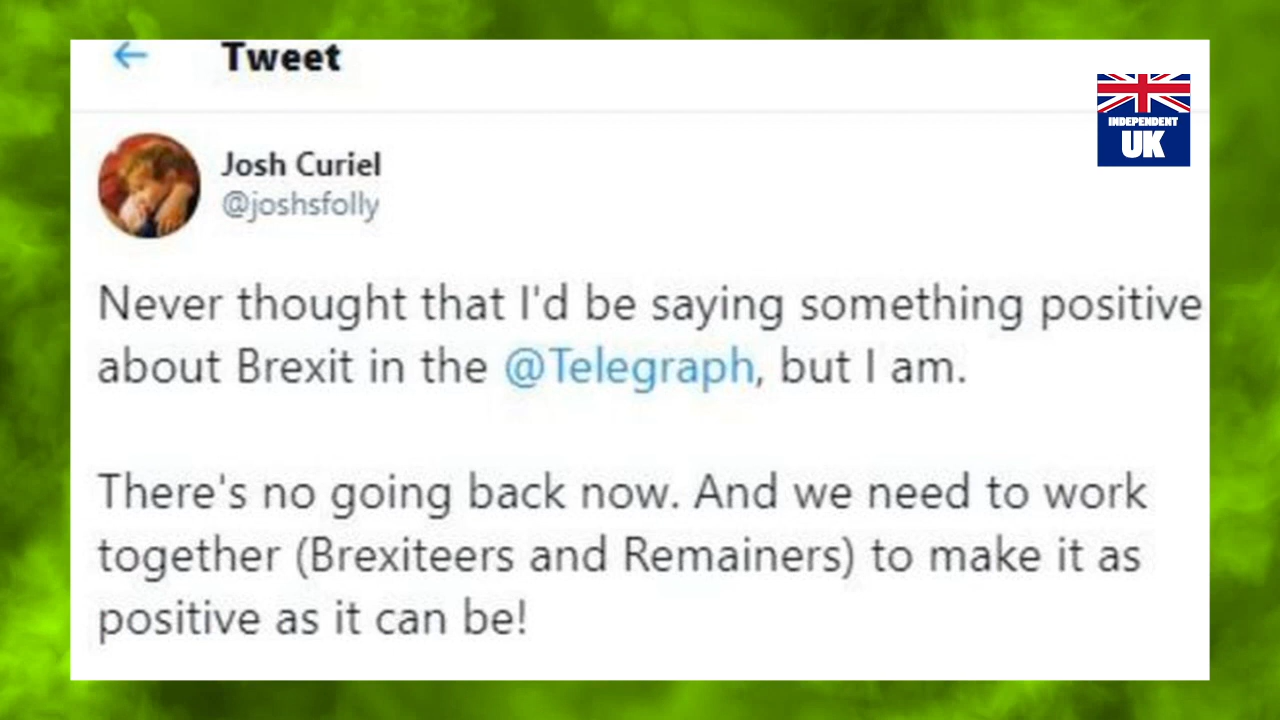 Tweet
INDEPENDENT
UK
Josh Curiel
@joshsfolly
Never thought that I'd be saying something positive
about Brexit in the @Telegraph, but I am.
There's no going back now. And we need to work
together (Brexiteers and Remainers) to make it as
positive as it can be!